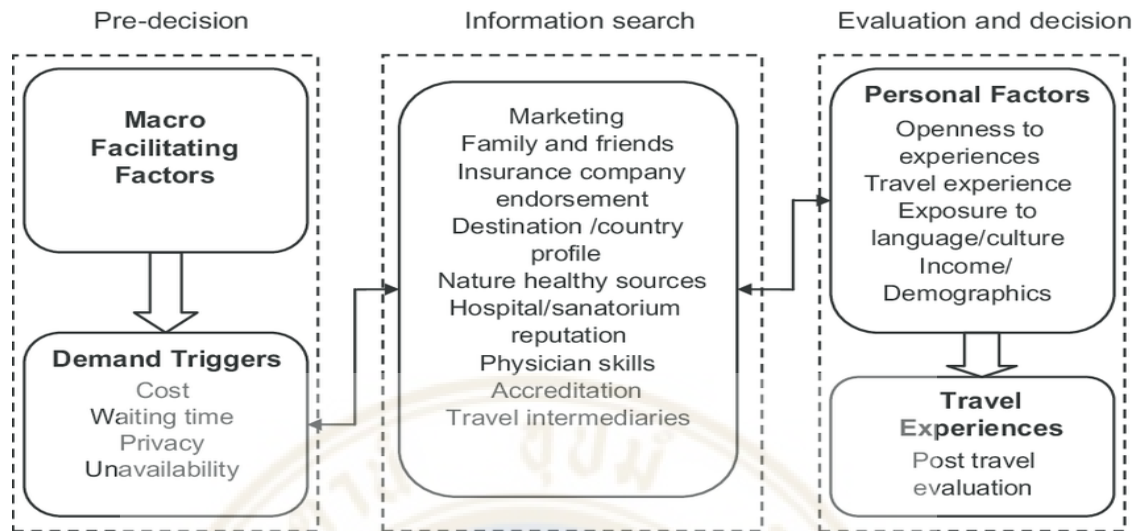 Pre-decision
Information search
Evaluation and decision
Macro
Facilitating
Factors
Demand Triggers
Cost
Waiting time
Privacy
Unavailability
Marketing
Family and friends
Insurance company
endorsement
Destination /country
profile
Nature healthy sources
Hospital/sanatorium
reputation
Physician skills
Accreditation
Travel intermediaries
Personal Factors
Openness to
experiences
Travel experience
Exposure to
language/culture
Income/
Demographics
Travel
Experiences
Post travel
evaluation